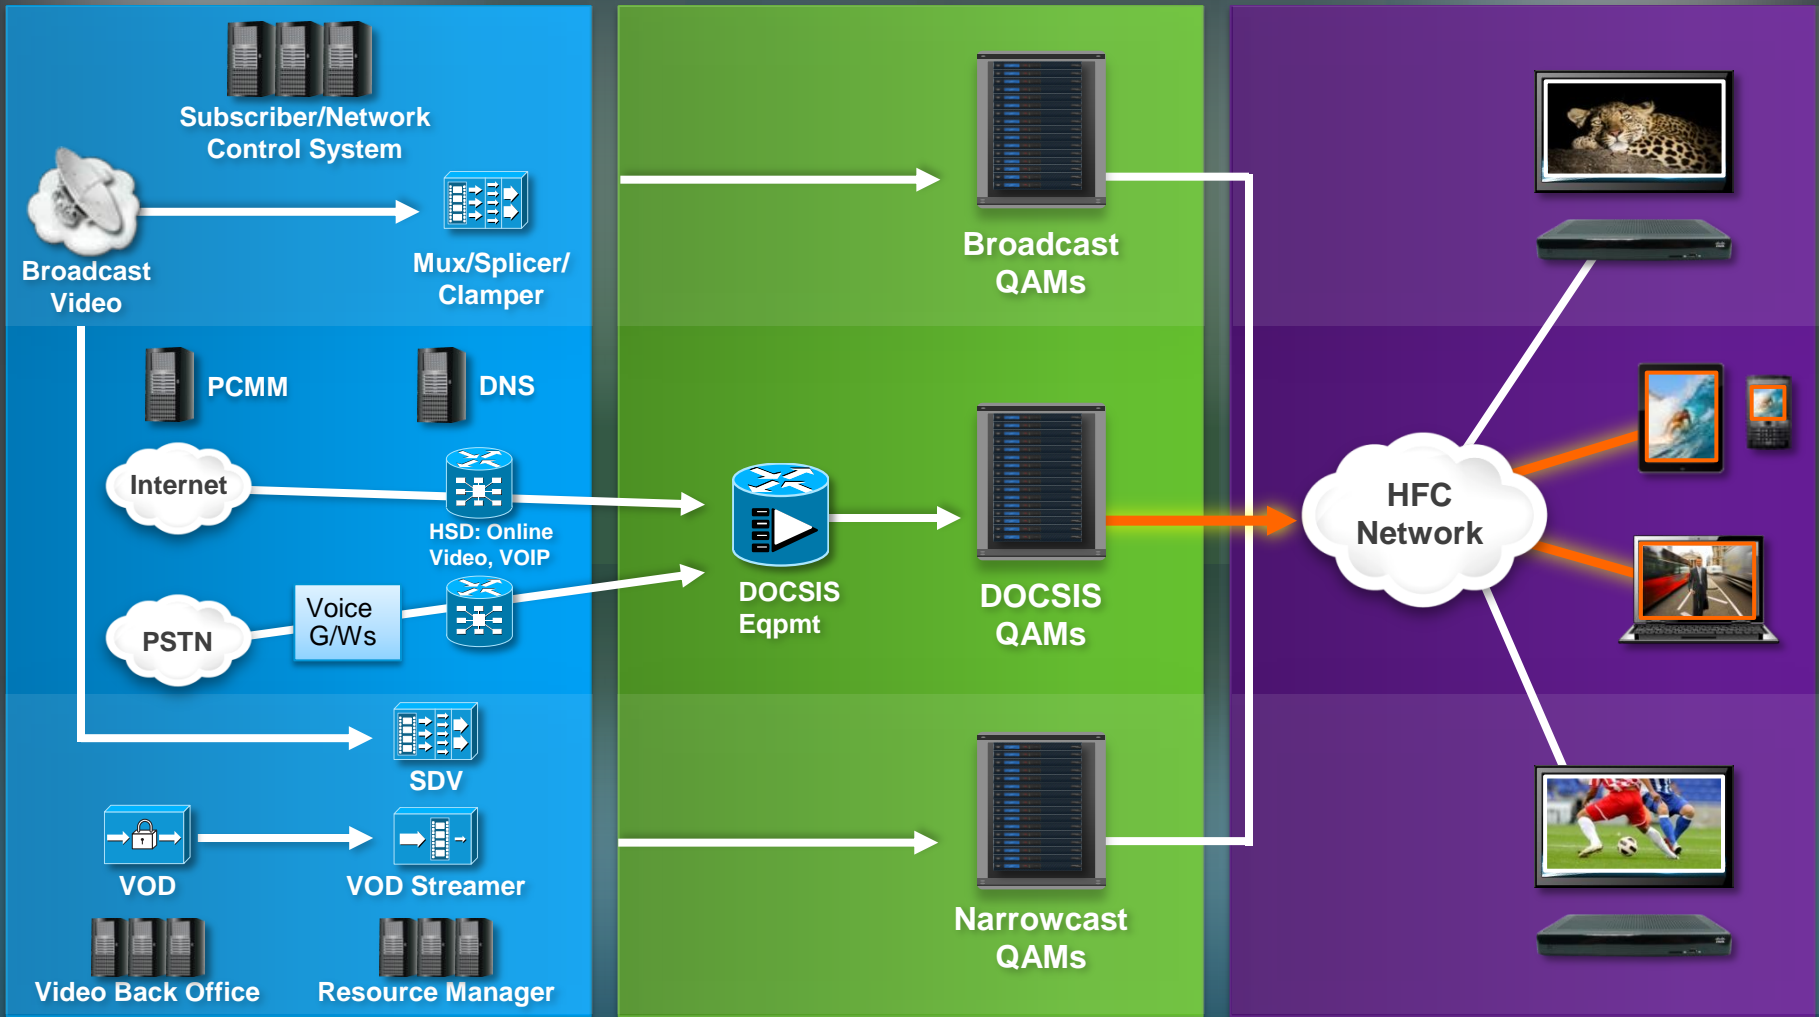 Subscriber/Network
Control System
Broadcast
Video
Mux/Splicer/
Clamper
Broadcast
QAMs
PCMM
DNS
Internet
HSD: Online
Video, VOIP
PSTN
Voice
G/Ws
DOCSIS
Eqpmt
DOCSIS
QAMs
HFC
Network
SDV
VOD
VOD Streamer
Video Back Office
Resource Manager
Narrowcast
QAMs